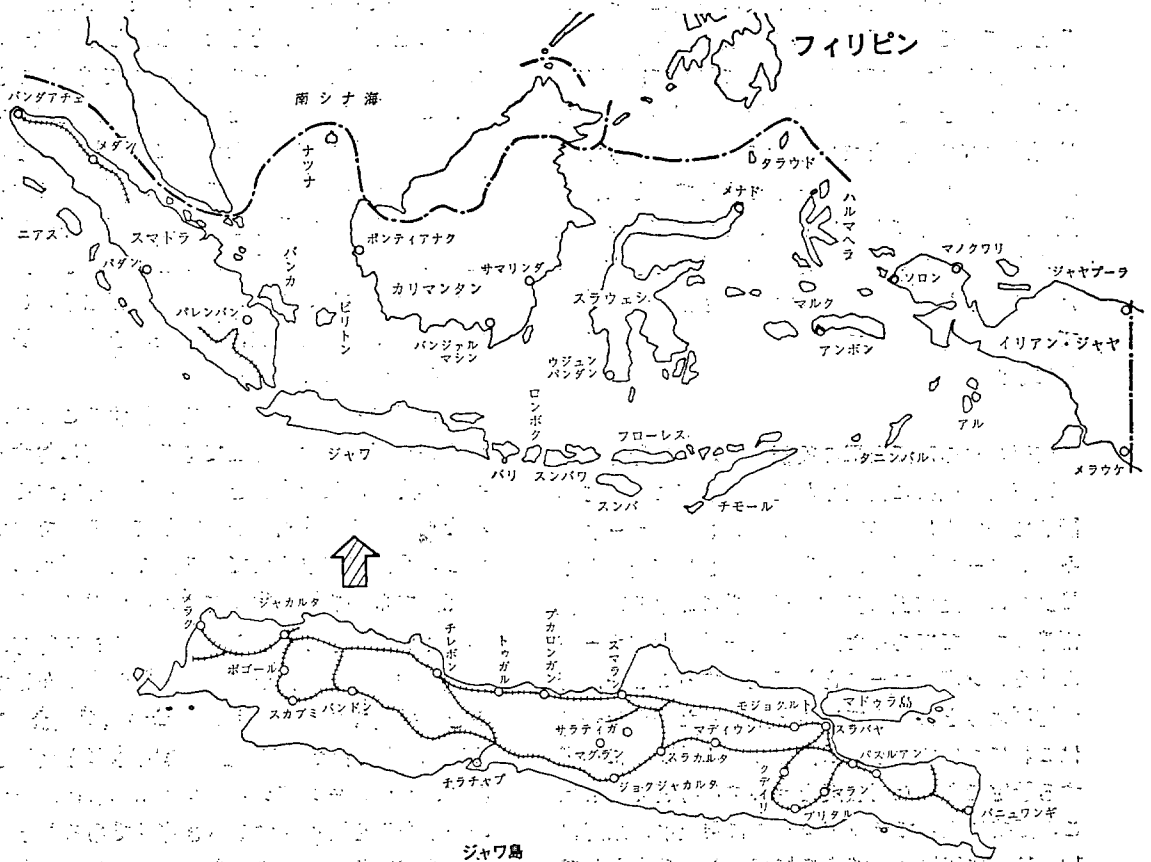 フィリピン
南シナ海
バンダアチェ
メダン
ナツナ
タラウド
メナド
ハルマヘラ
ニアス
スマドラ
パダン
ポンティアナク
バンカ
サマリンダ
カリマンタン
スラウェシ
マルク
ソロン
マノクワリ
ジャヤプーラ
パレンバン
ビリトン
バンジァル
マシン
アンボン
イリアン・ジャヤ
ウジュン
パンダン
ロンボク
フローレス
アル
ジャワ
バリ
スンバワ
スンバ
チモール
タニンバル
メラウケ
メラク
ジャカルタ
チレボン
トゥガル
プカロンガン
スマラン
ボゴール
スカブミ
バンドン
モジョクルト
マドゥラ島
サラティガ
マディウン
スラバヤ
マグラン
スラカルタ
パスルアン
チラチャプ
ジョクジャカルタ
クディリ
マラン
ブリタル
バニュワンギ
ジャワ島